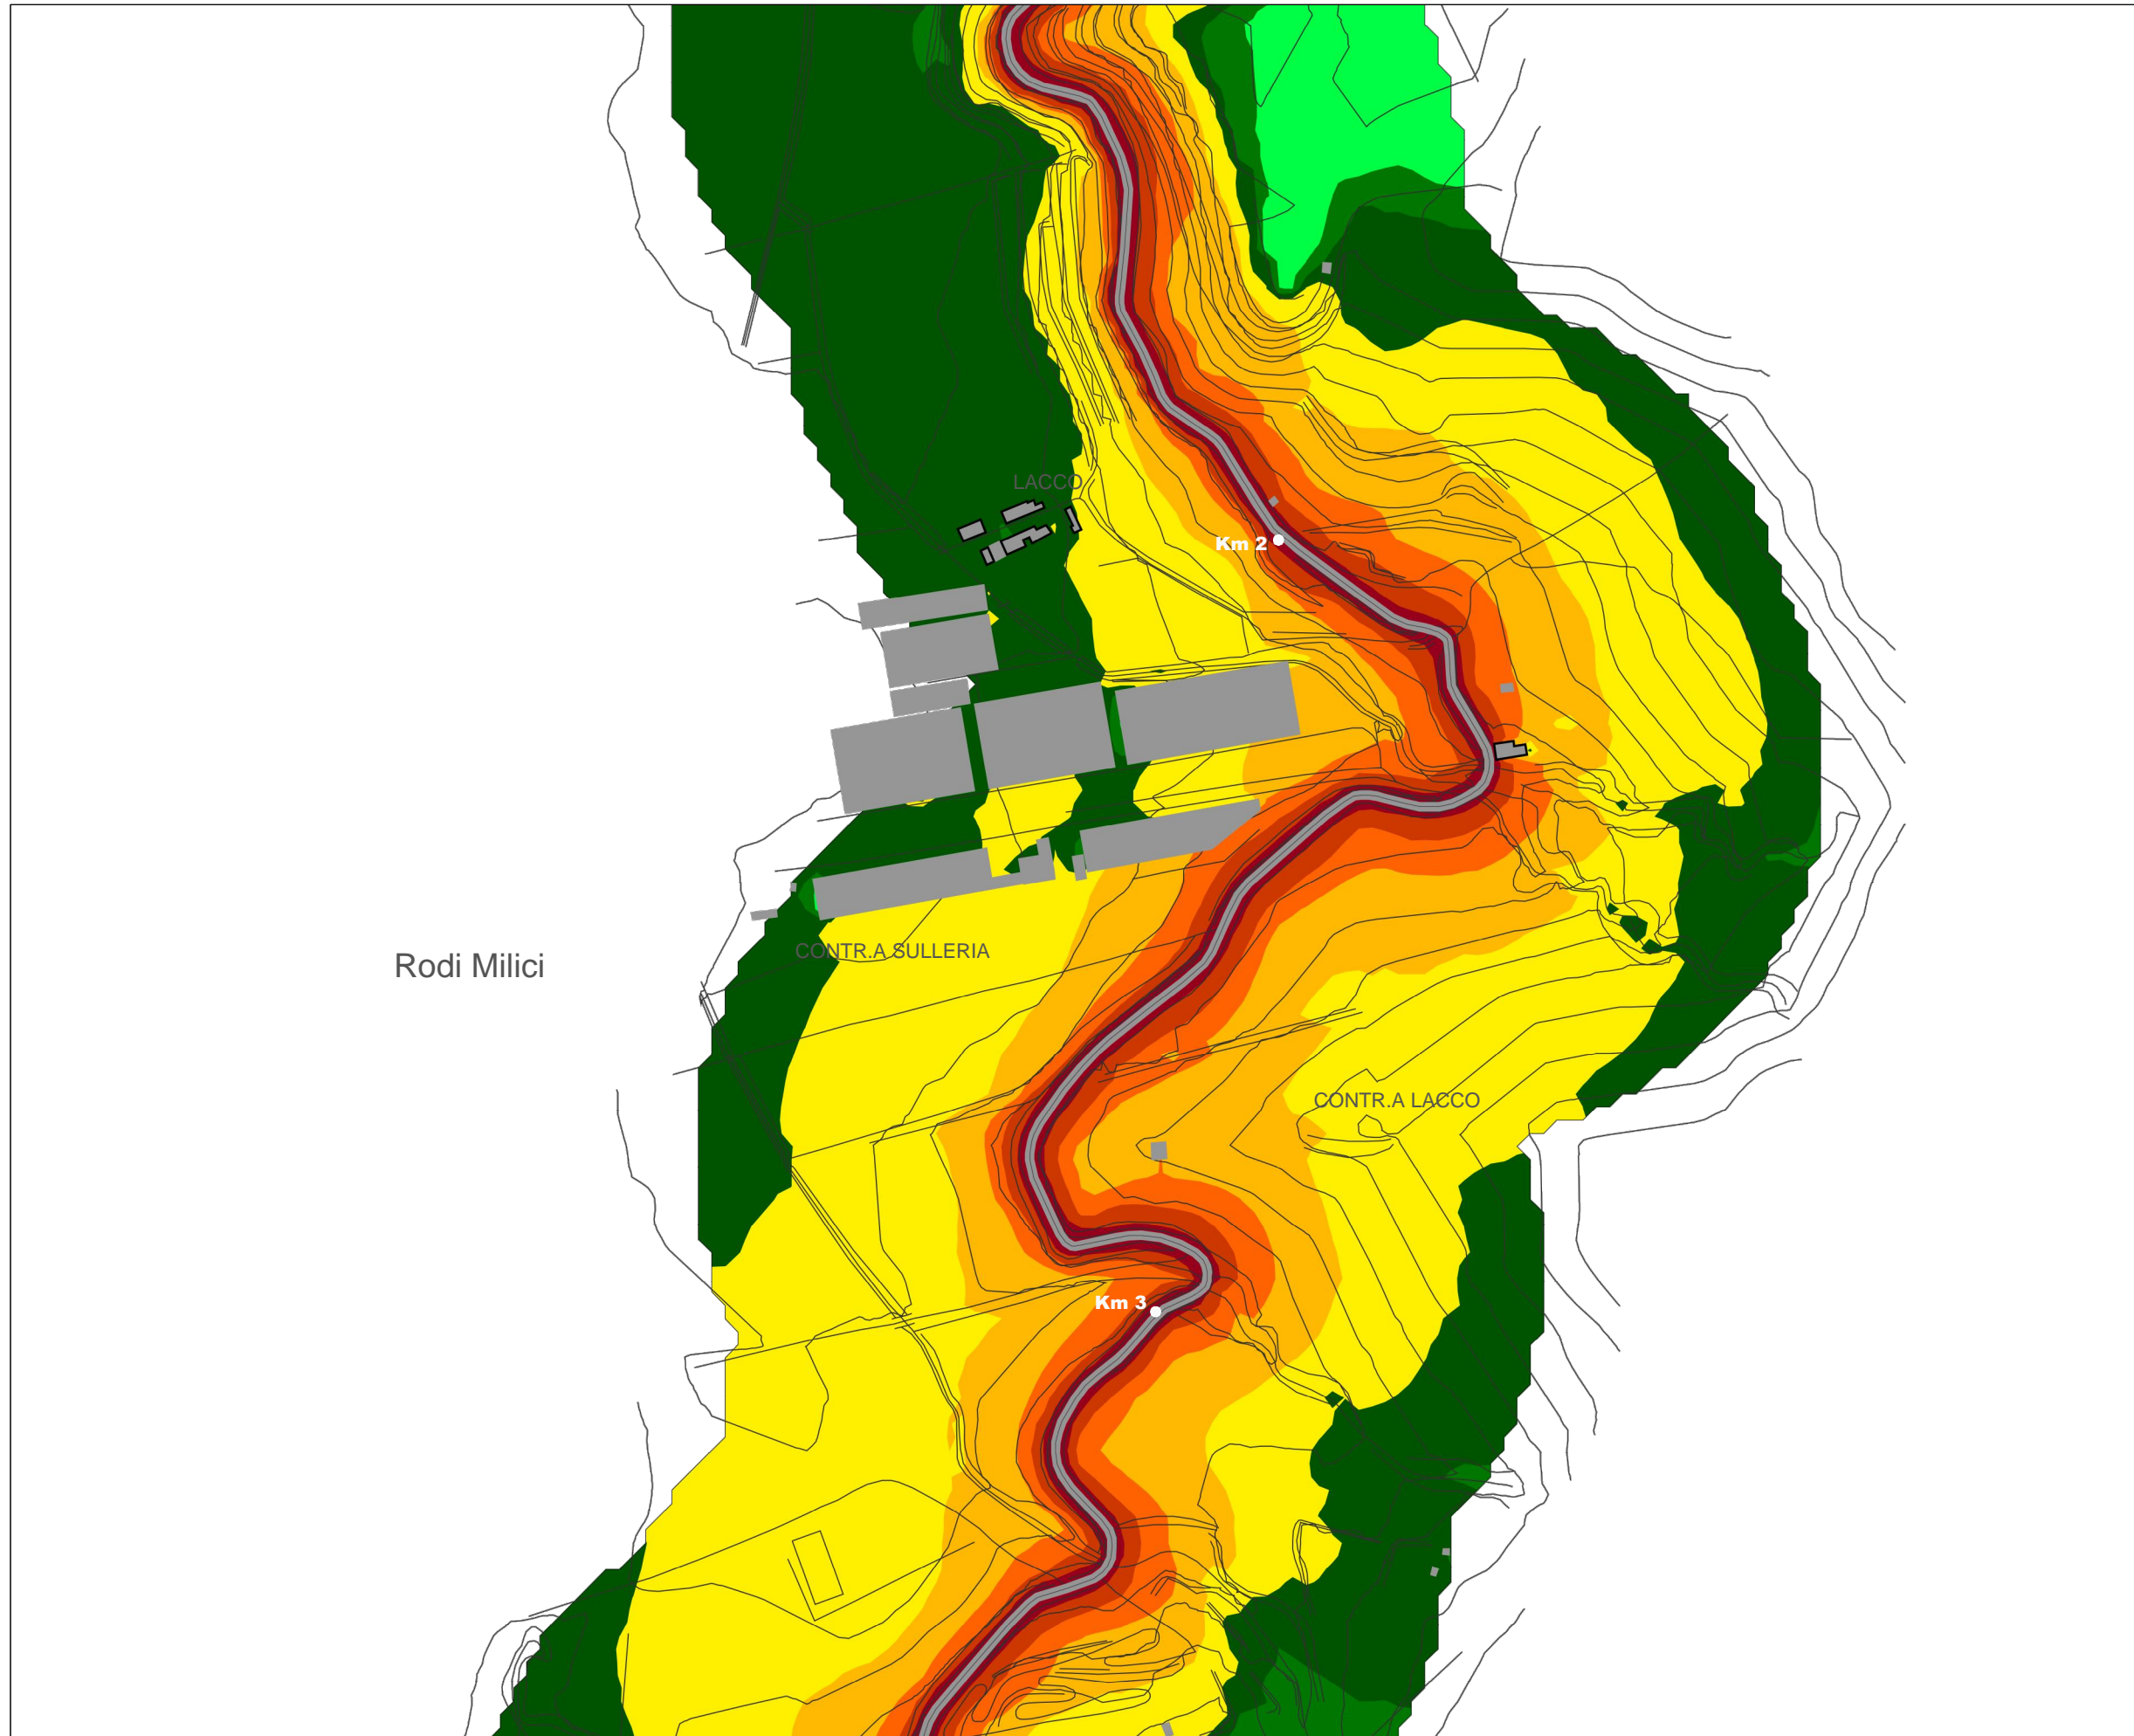 LACCO
Km 2
CONTR.A SULLERIA
Rodi Milici
CONTR.A LACCO
Km 3